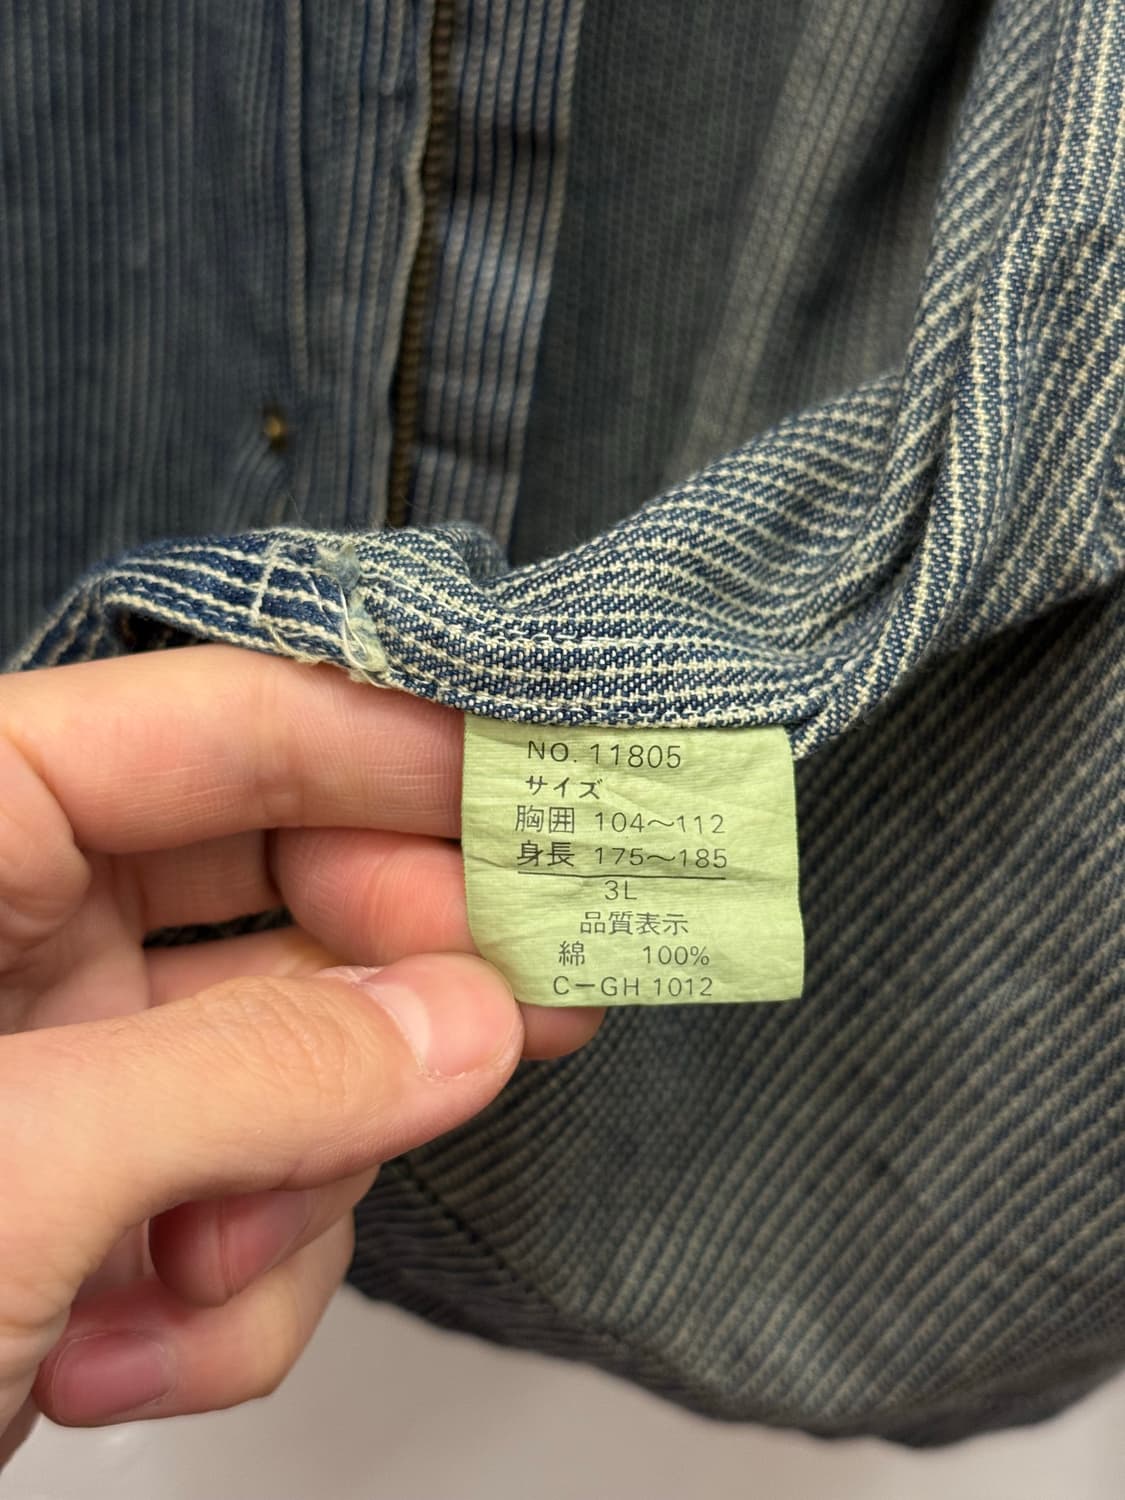 NO. 11805
サイズ
胸囲 104〜112
身長 175〜185
3L
品質表示
綿 100%
C−GH 1012